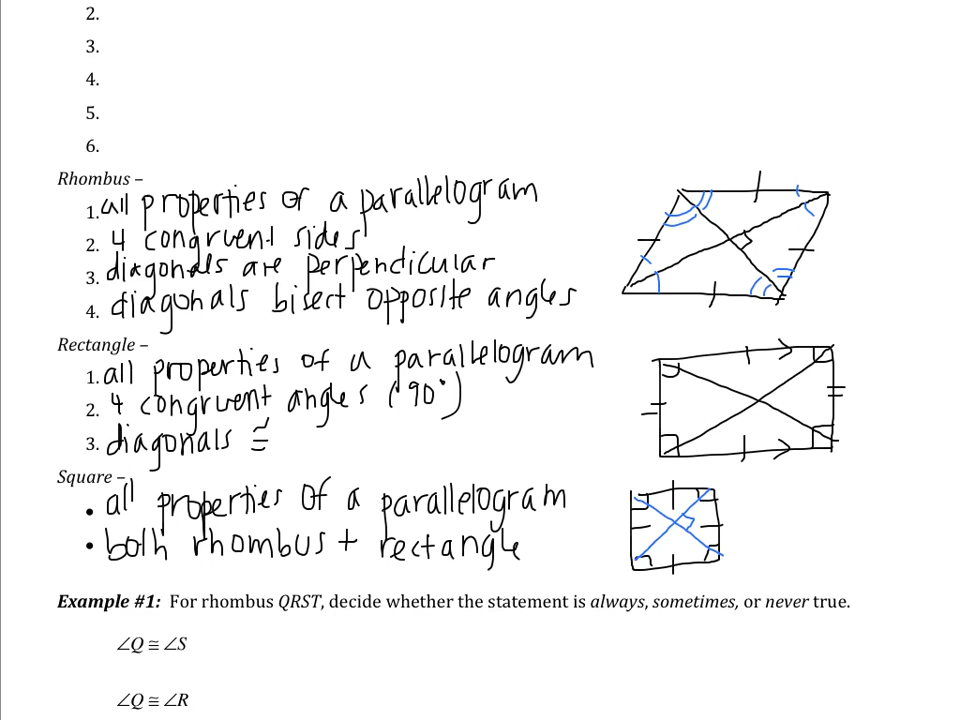 2.
3.
4.
5.
6.
Rhombus –
1. all properties of a parallelogram
2. 4 congruent sides
3. diagonals are perpendicular
4. diagonals bisect opposite angles
Rectangle –
1. all properties of a parallelogram
2. 4 congruent angles (90°)
3. diagonals ≅
Square –
• all properties of a parallelogram
• both rhombus + rectangle
Example #1: For rhombus QRST, decide whether the statement is always, sometimes, or never true.
∠Q ≅ ∠S
∠Q ≅ ∠R